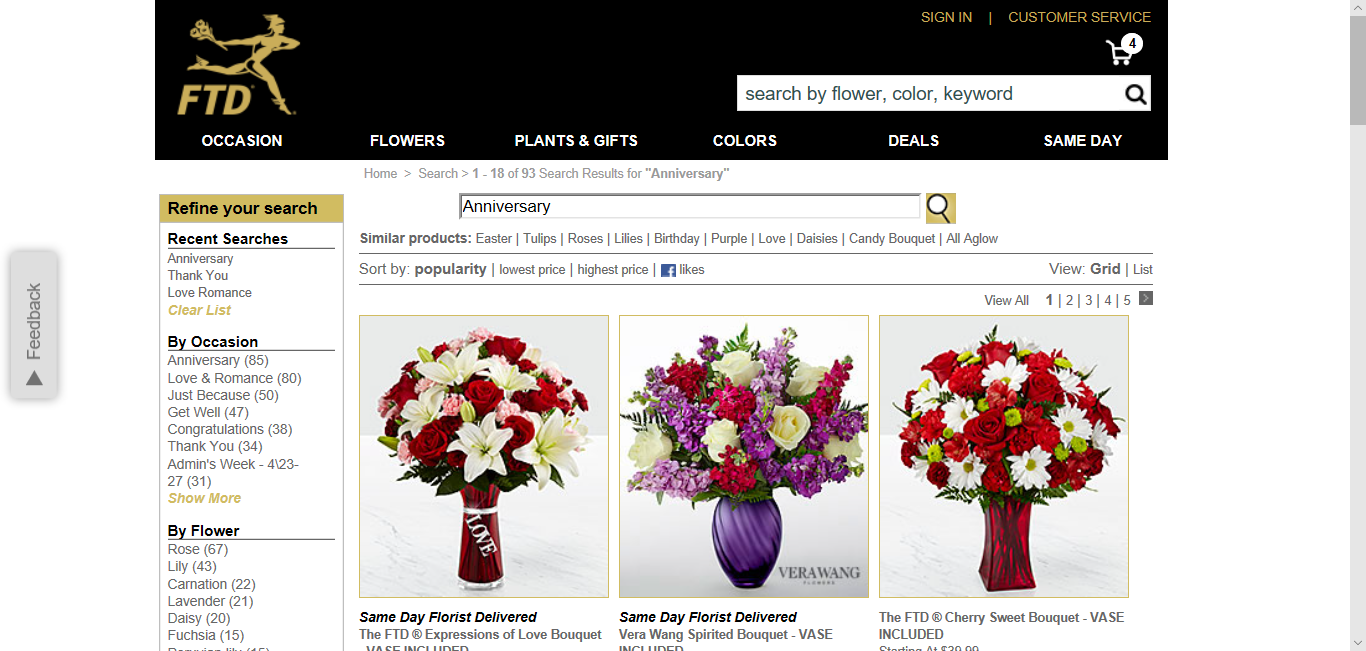 SIGN IN | CUSTOMER SERVICE
4
FTD
search by flower, color, keyword
OCCASION FLOWERS PLANTS & GIFTS COLORS DEALS SAME DAY
Home > Search > 1 - 18 of 93 Search Results for "Anniversary"
Refine your search
Recent Searches
Anniversary
Thank You
Love Romance
Clear List
By Occasion
Anniversary (85)
Love & Romance (80)
Just Because (50)
Get Well (47)
Congratulations (38)
Thank You (34)
Admin's Week - 4\23-
27 (31)
Show More
By Flower
Rose (67)
Lily (43)
Carnation (22)
Lavender (21)
Daisy (20)
Fuchsia (15)
Peruvian lily (15)
Feedback
Anniversary
Similar products: Easter | Tulips | Roses | Lilies | Birthday | Purple | Love | Daisies | Candy Bouquet | All Aglow
Sort by: popularity | lowest price | highest price | f likes
View: Grid | List
View All 1 | 2 | 3 | 4 | 5
LOVE
VERAWANG
FLOWERS
Same Day Florist Delivered
The FTD ® Expressions of Love Bouquet
- VASE INCLUDED
Same Day Florist Delivered
Vera Wang Spirited Bouquet - VASE
INCLUDED
The FTD ® Cherry Sweet Bouquet - VASE
INCLUDED
Starting At $39.99